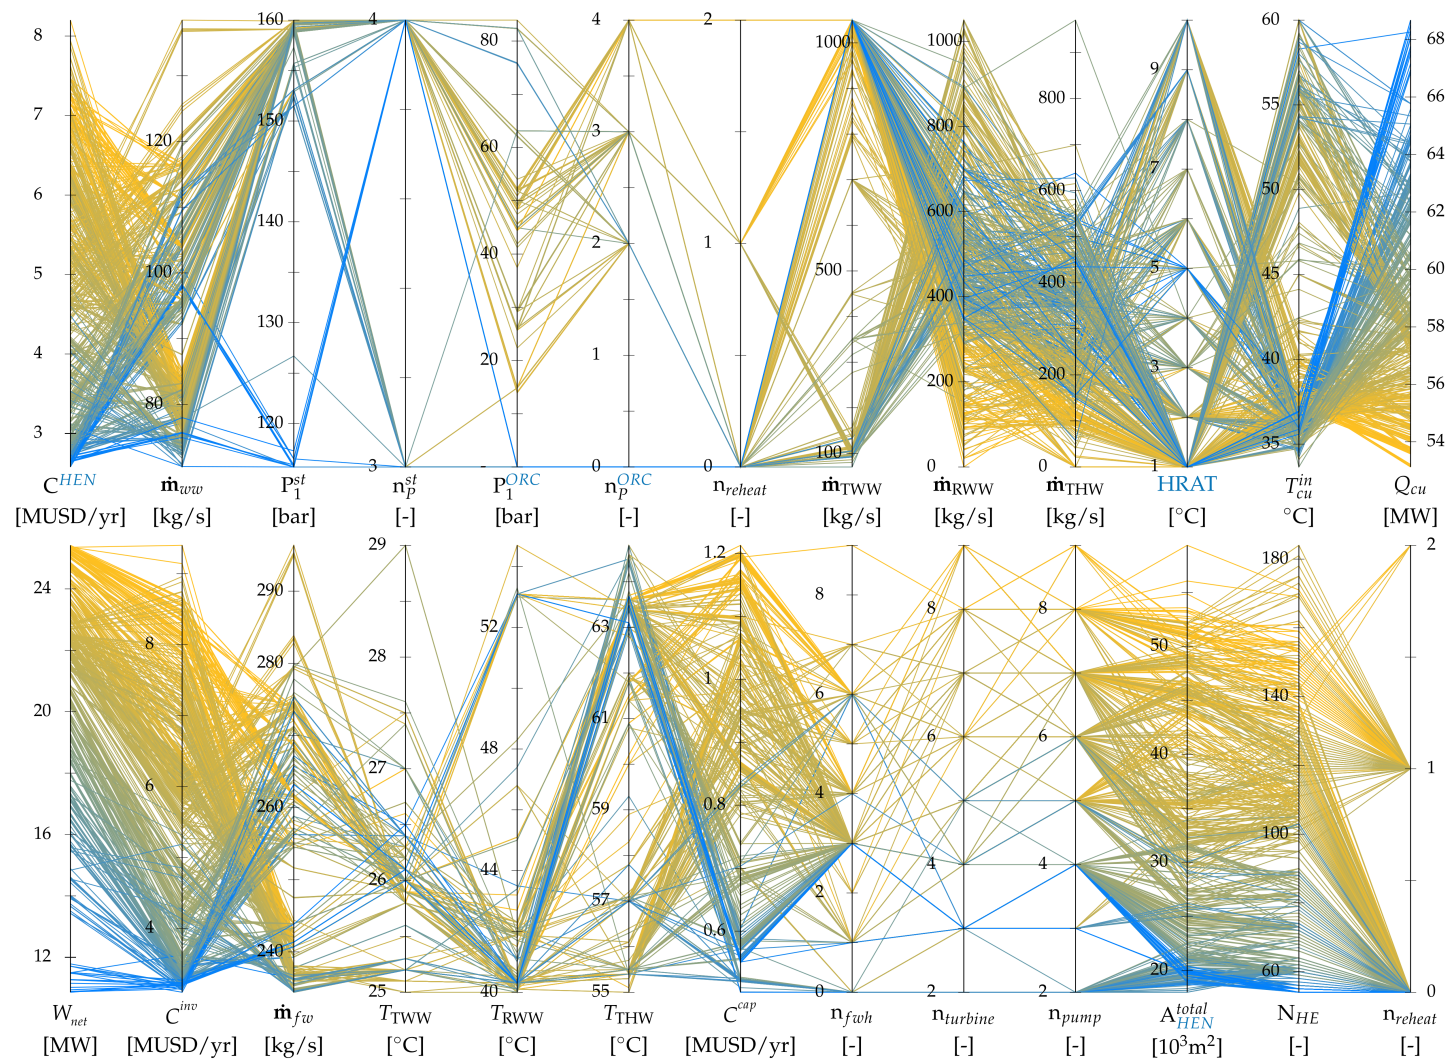 8 160 4 4 2 60 68
80 1000 1000
7 120 150 60 3 1 800 800 9 55 66
6 140 600 600 7 50 64 62
5 100 130 40 2 500 400 400 5 45 60
4 20 1 200 200 3 40 58 56
3 80 120 100 35 54
3 - 0 0 0 0 1
C^HEN ṁ_ww P_1^st n_p^st P_1^ORC n_P^ORC n_reheat ṁ_TWW ṁ_RWW ṁ_THW HRAT T_cu^in Q_cu
[MUSD/yr] [kg/s] [bar] [-] [bar] [-] [-] [kg/s] [kg/s] [kg/s] [°C] °C] [MW]
29 1.2 180 2
24 290 8 8 8
8 280 28 52 63 1 6 50 140
20 61 6 6 1
6 260 27 48 0.8 4 40
16 59 100
4 26 44 57 0.6 2 4 4 30
12 240 20 60
25 40 55 0 2 2 0
W_net C^inv ṁ_fw T_TWW T_RWW T_THW C^cap n_fwh n_turbine n_pump A_HEN^total N_HE n_reheat
[MW] [MUSD/yr] [kg/s] [°C] [°C] [°C] [MUSD/yr] [-] [-] [-] [10³m²] [-] [-]